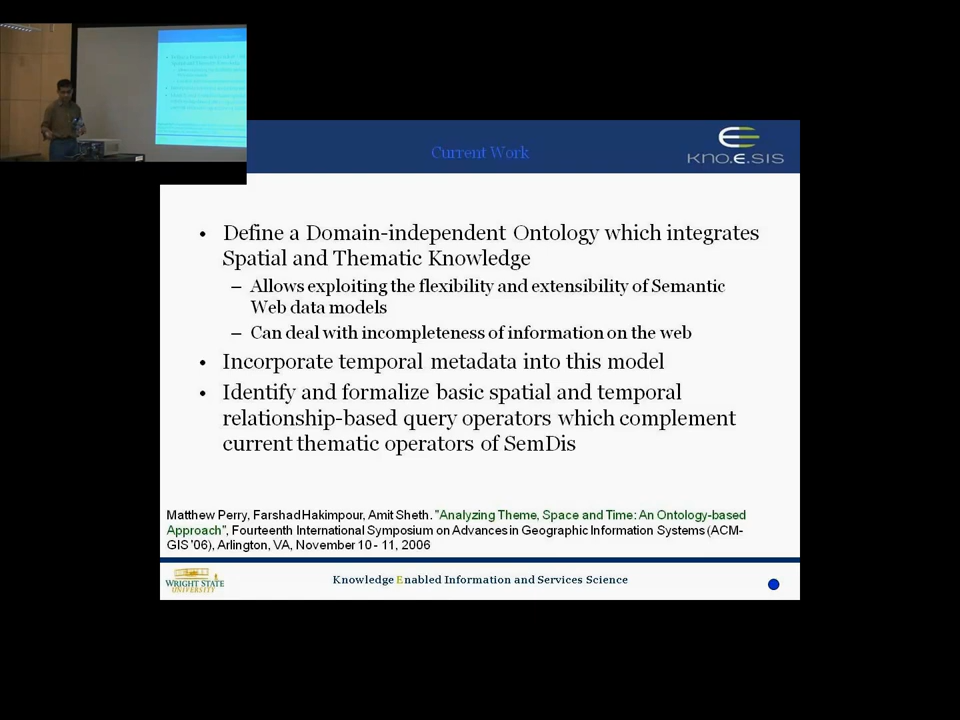 Current Work
kno.e.sis
• Define a Domain-independent Ontology which integrates
Spatial and Thematic Knowledge
– Allows exploiting the flexibility and extensibility of Semantic
Web data models
– Can deal with incompleteness of information on the web
• Incorporate temporal metadata into this model
• Identify and formalize basic spatial and temporal
relationship-based query operators which complement
current thematic operators of SemDis
Matthew Perry, Farshad Hakimpour, Amit Sheth. "Analyzing Theme, Space and Time: An Ontology-based
Approach", Fourteenth International Symposium on Advances in Geographic Information Systems (ACM-
GIS '06), Arlington, VA, November 10 - 11, 2006
WRIGHT STATE
UNIVERSITY
Knowledge Enabled Information and Services Science